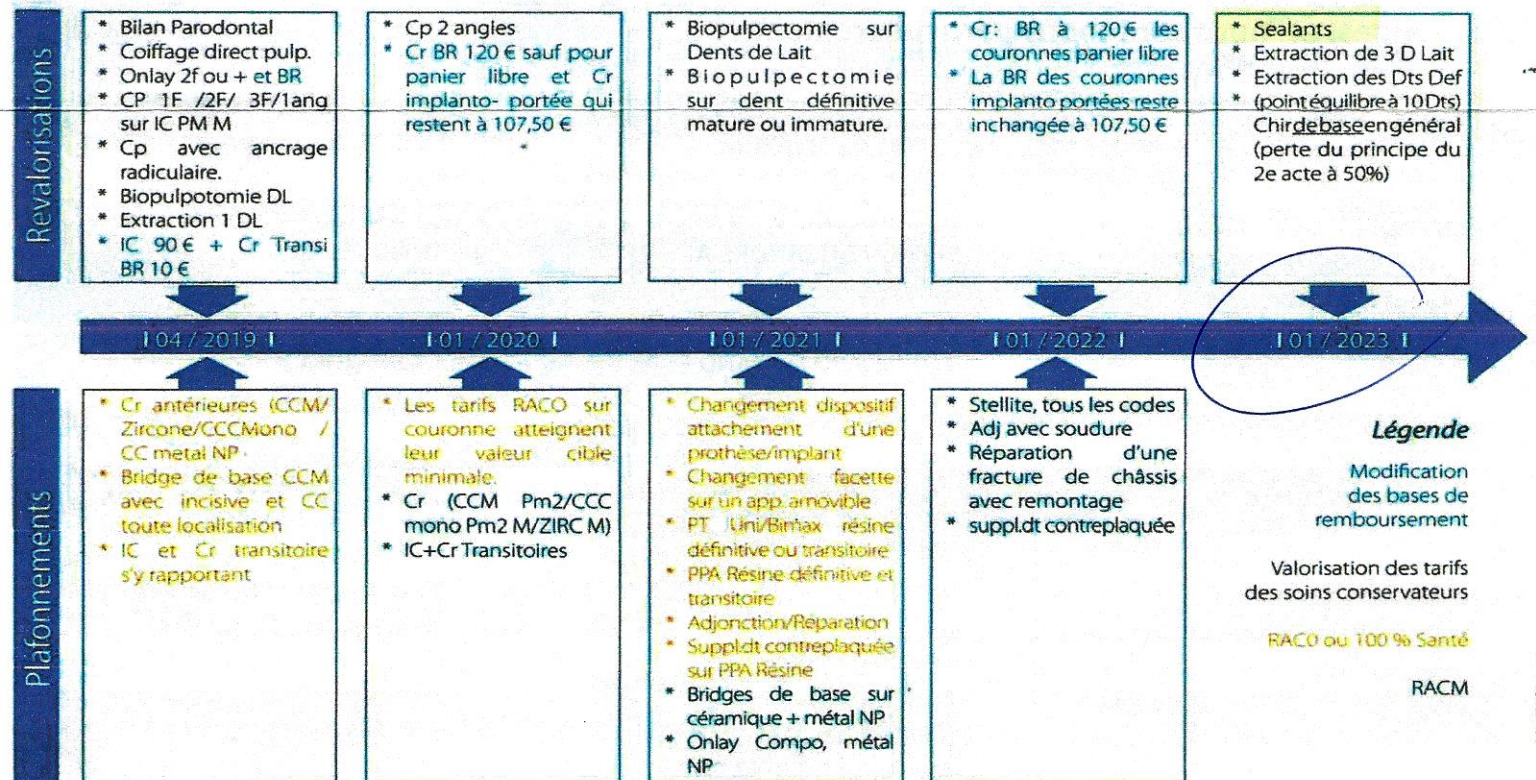 Revalorisations
* Bilan Parodontal
* Coiffage direct pulp.
* Onlay 2f ou + et BR
* CP 1F /2F/ 3F/1ang
sur IC PM M
* Cp avec ancrage
radiculaire.
* Biopulpotomie DL
* Extraction 1 DL
* IC 90 € + Cr Transi
BR 10 €
* Cp 2 angles
* Cr BR 120 € sauf pour
panier libre et Cr
implanto- portée qui
restent à 107,50 €
* Biopulpectomie sur
Dents de Lait
* Biopulpectomie
sur dent définitive
mature ou immature.
* Cr: BR à 120 € les
couronnes panier libre
* La BR des couronnes
implanto portées reste
inchangée à 107,50 €
* Sealants
* Extraction de 3 D Lait
* Extraction des Dts Def
* (point équilibre à 10 Dts)
Chir de base en général
(perte du principe du
2e acte à 50%)
04 / 2019
01 / 2020
01 / 2021
01 / 2022
01 / 2023
Plafonnements
* Cr antérieures (CCM/
Zircone/CCCMono /
CC metal NP
* Bridge de base CCM
avec incisive et CC
toute localisation
* IC et Cr transitoire
s'y rapportant
* Les tarifs RACO sur
couronne atteignent
leur valeur cible
minimale.
* Cr (CCM Pm2/CCC
mono Pm2 M/ZIRC M)
* IC+Cr Transitoires
* Changement dispositif
attachement d'une
prothèse/implant
* Changement facette
sur un app. amovible
* PT Uni/Bimax résine
définitive ou transitoire
* PPA Résine définitive et
transitoire
* Adjonction/Réparation
* Suppl.dt contreplaquée
sur PPA Résine
* Bridges de base sur
céramique + métal NP
* Onlay Compo, métal
NP
* Stellite, tous les codes
* Adj avec soudure
* Réparation d'une
fracture de châssis
avec remontage
* suppl.dt contreplaquée
Légende
Modification
des bases de
remboursement
Valorisation des tarifs
des soins conservateurs
RAC0 ou 100 % Santé
RACM